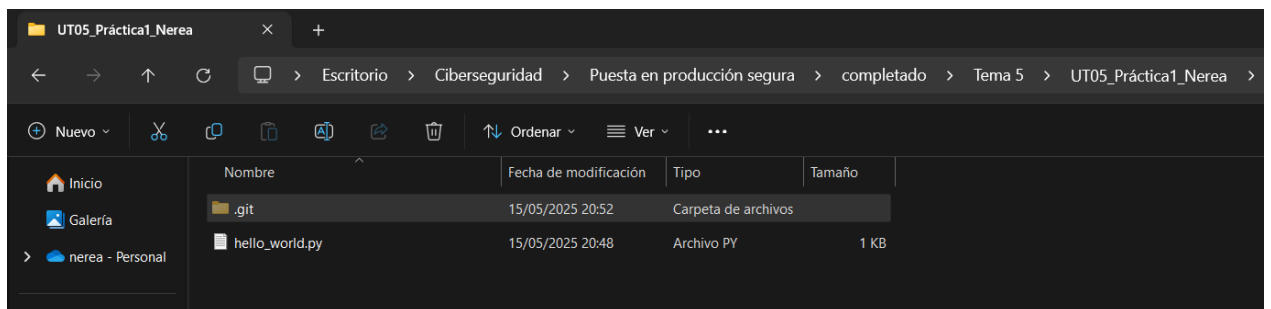 UT05_Práctica1_Nerea
Escritorio > Ciberseguridad > Puesta en producción segura > completado > Tema 5 > UT05_Práctica1_Nerea >
Nuevo Ordenar Ver ...
Nombre Fecha de modificación Tipo Tamaño
Inicio
Galería
nerea - Personal
.git 15/05/2025 20:52 Carpeta de archivos
hello_world.py 15/05/2025 20:48 Archivo PY 1 KB